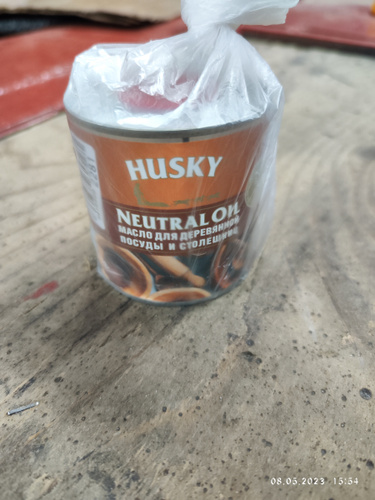 HUSKY
NEUTRAL OIL
МАСЛО ДЛЯ ДЕРЕВЯННОЙ
ПОСУДЫ И СТОЛЕШНИЦ
08.05.2023 15:54